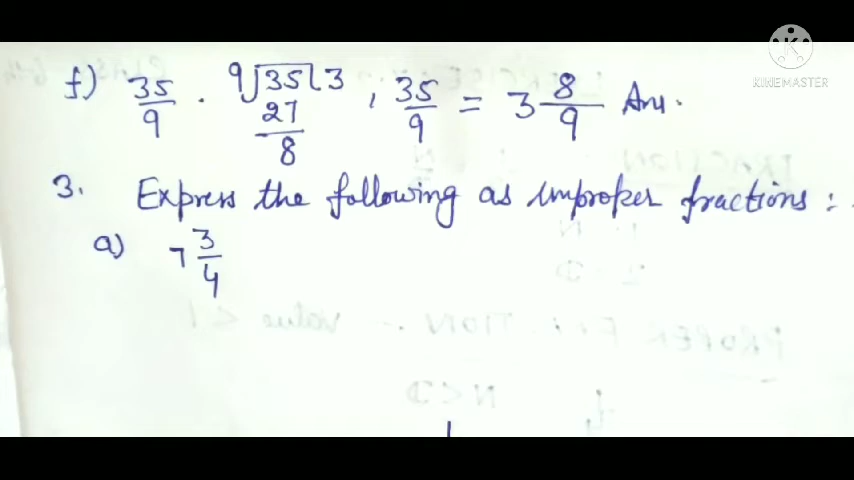 KINEMASTER
f) 35/9 . 9√35(3 , 35/9 = 3 8/9 Ans.
27
8
3. Express the following as improper fractions :
a) 7 3/4